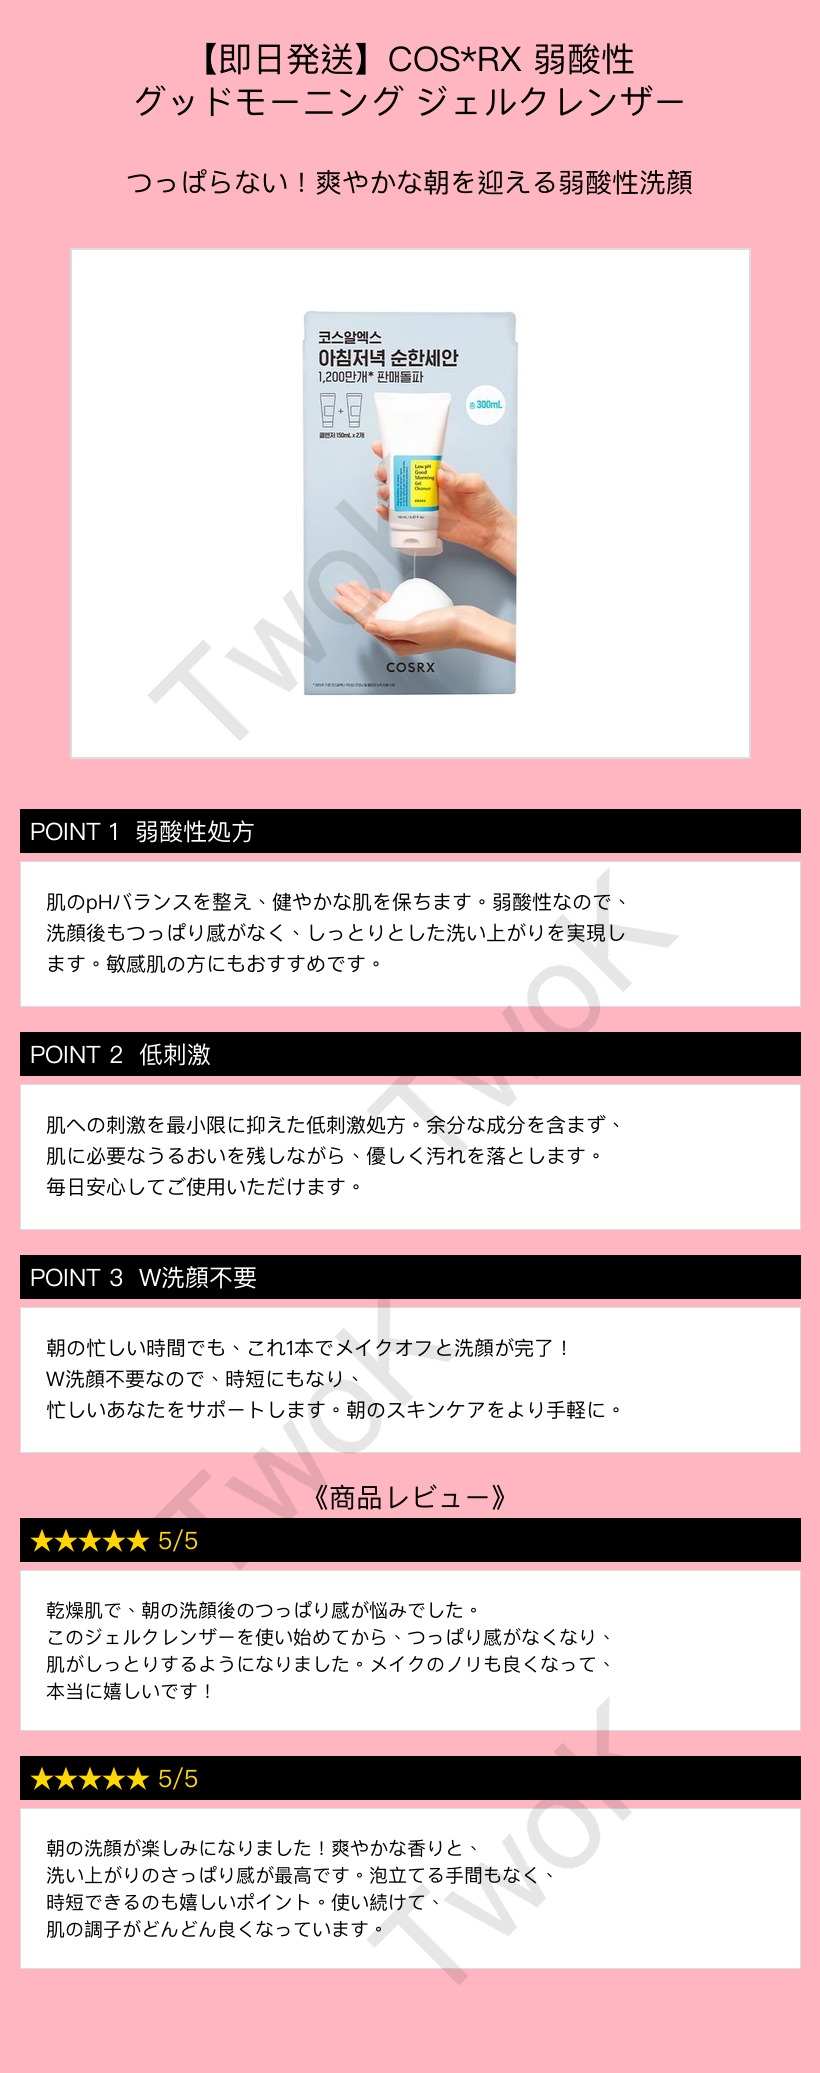 【即日発送】COS*RX 弱酸性
グッドモーニング ジェルクレンザー
つっぱらない！爽やかな朝を迎える弱酸性洗顔
코스알엑스
아침저녁 순한세안
1,200만개* 판매돌파
+
클렌저 150mL x 2개
총 300mL
Low pH
Good
Morning
Gel
Cleanser
COSRX
COSRX
TwoK
POINT 1 弱酸性処方
肌のpHバランスを整え、健やかな肌を保ちます。弱酸性なので、
洗顔後もつっぱり感がなく、しっとりとした洗い上がりを実現し
ます。敏感肌の方にもおすすめです。
TwoK
POINT 2 低刺激
肌への刺激を最小限に抑えた低刺激処方。余分な成分を含まず、
肌に必要なうるおいを残しながら、優しく汚れを落とします。
毎日安心してご使用いただけます。
POINT 3 W洗顔不要
朝の忙しい時間でも、これ1本でメイクオフと洗顔が完了！
W洗顔不要なので、時短にもなり、
忙しいあなたをサポートします。朝のスキンケアをより手軽に。
TwoK
《商品レビュー》
★★★★★ 5/5
乾燥肌で、朝の洗顔後のつっぱり感が悩みでした。
このジェルクレンザーを使い始めてから、つっぱり感がなくなり、
肌がしっとりするようになりました。メイクのノリも良くなって、
本当に嬉しいです！
★★★★★ 5/5
朝の洗顔が楽しみになりました！爽やかな香りと、
洗い上がりのさっぱり感が最高です。泡立てる手間もなく、
時短できるのも嬉しいポイント。使い続けて、
肌の調子がどんどん良くなっています。
TwoK